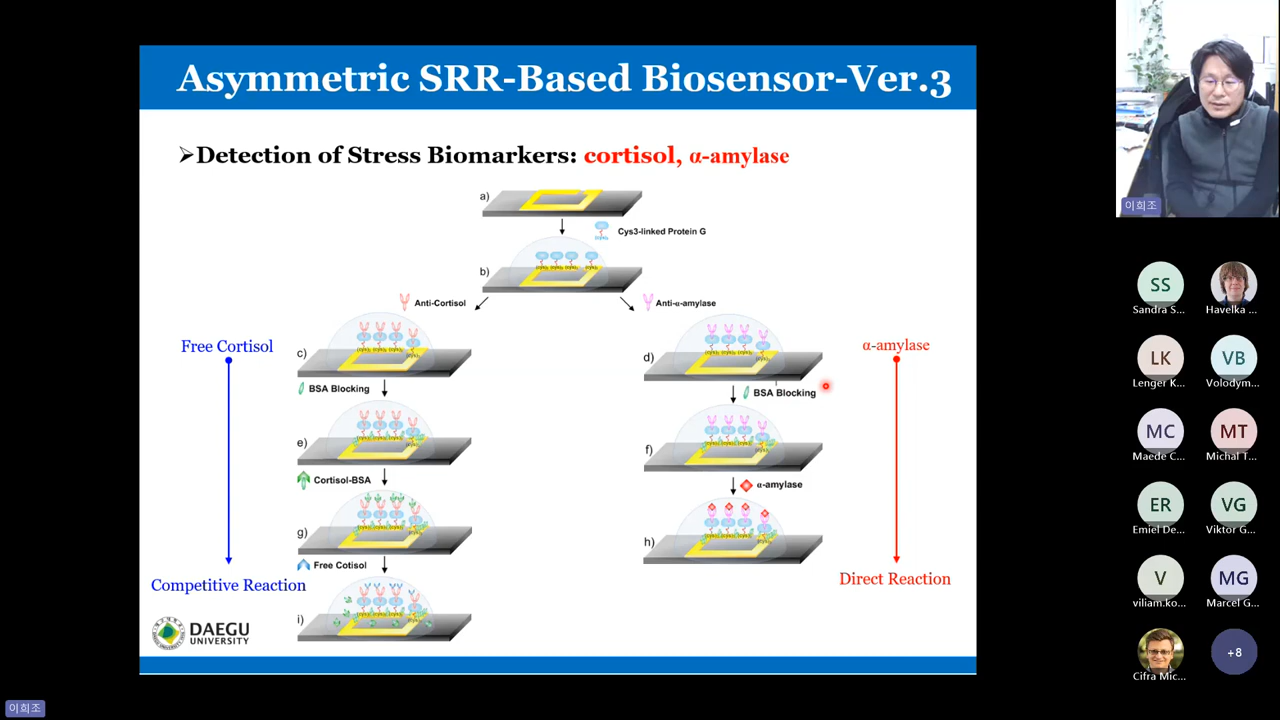 Asymmetric SRR-Based Biosensor-Ver.3
➢Detection of Stress Biomarkers: cortisol, α-amylase
a)
Cys3-linked Protein G
b)
Anti-Cortisol
Anti-α-amylase
Free Cortisol
c)
d)
α-amylase
BSA Blocking
BSA Blocking
e)
f)
Cortisol-BSA
α-amylase
g)
h)
Free Cotisol
Competitive Reaction
Direct Reaction
i)
DAEGU
UNIVERSITY
이희조
SS
Sandra S...
Havelka ...
LK
VB
Lenger K...
Volodym...
MC
MT
Maede C...
Michal T...
ER
VG
Emiel De...
Viktor G...
V
MG
viliam.ko...
Marcel G...
+8
Cifra Mic...
이희조